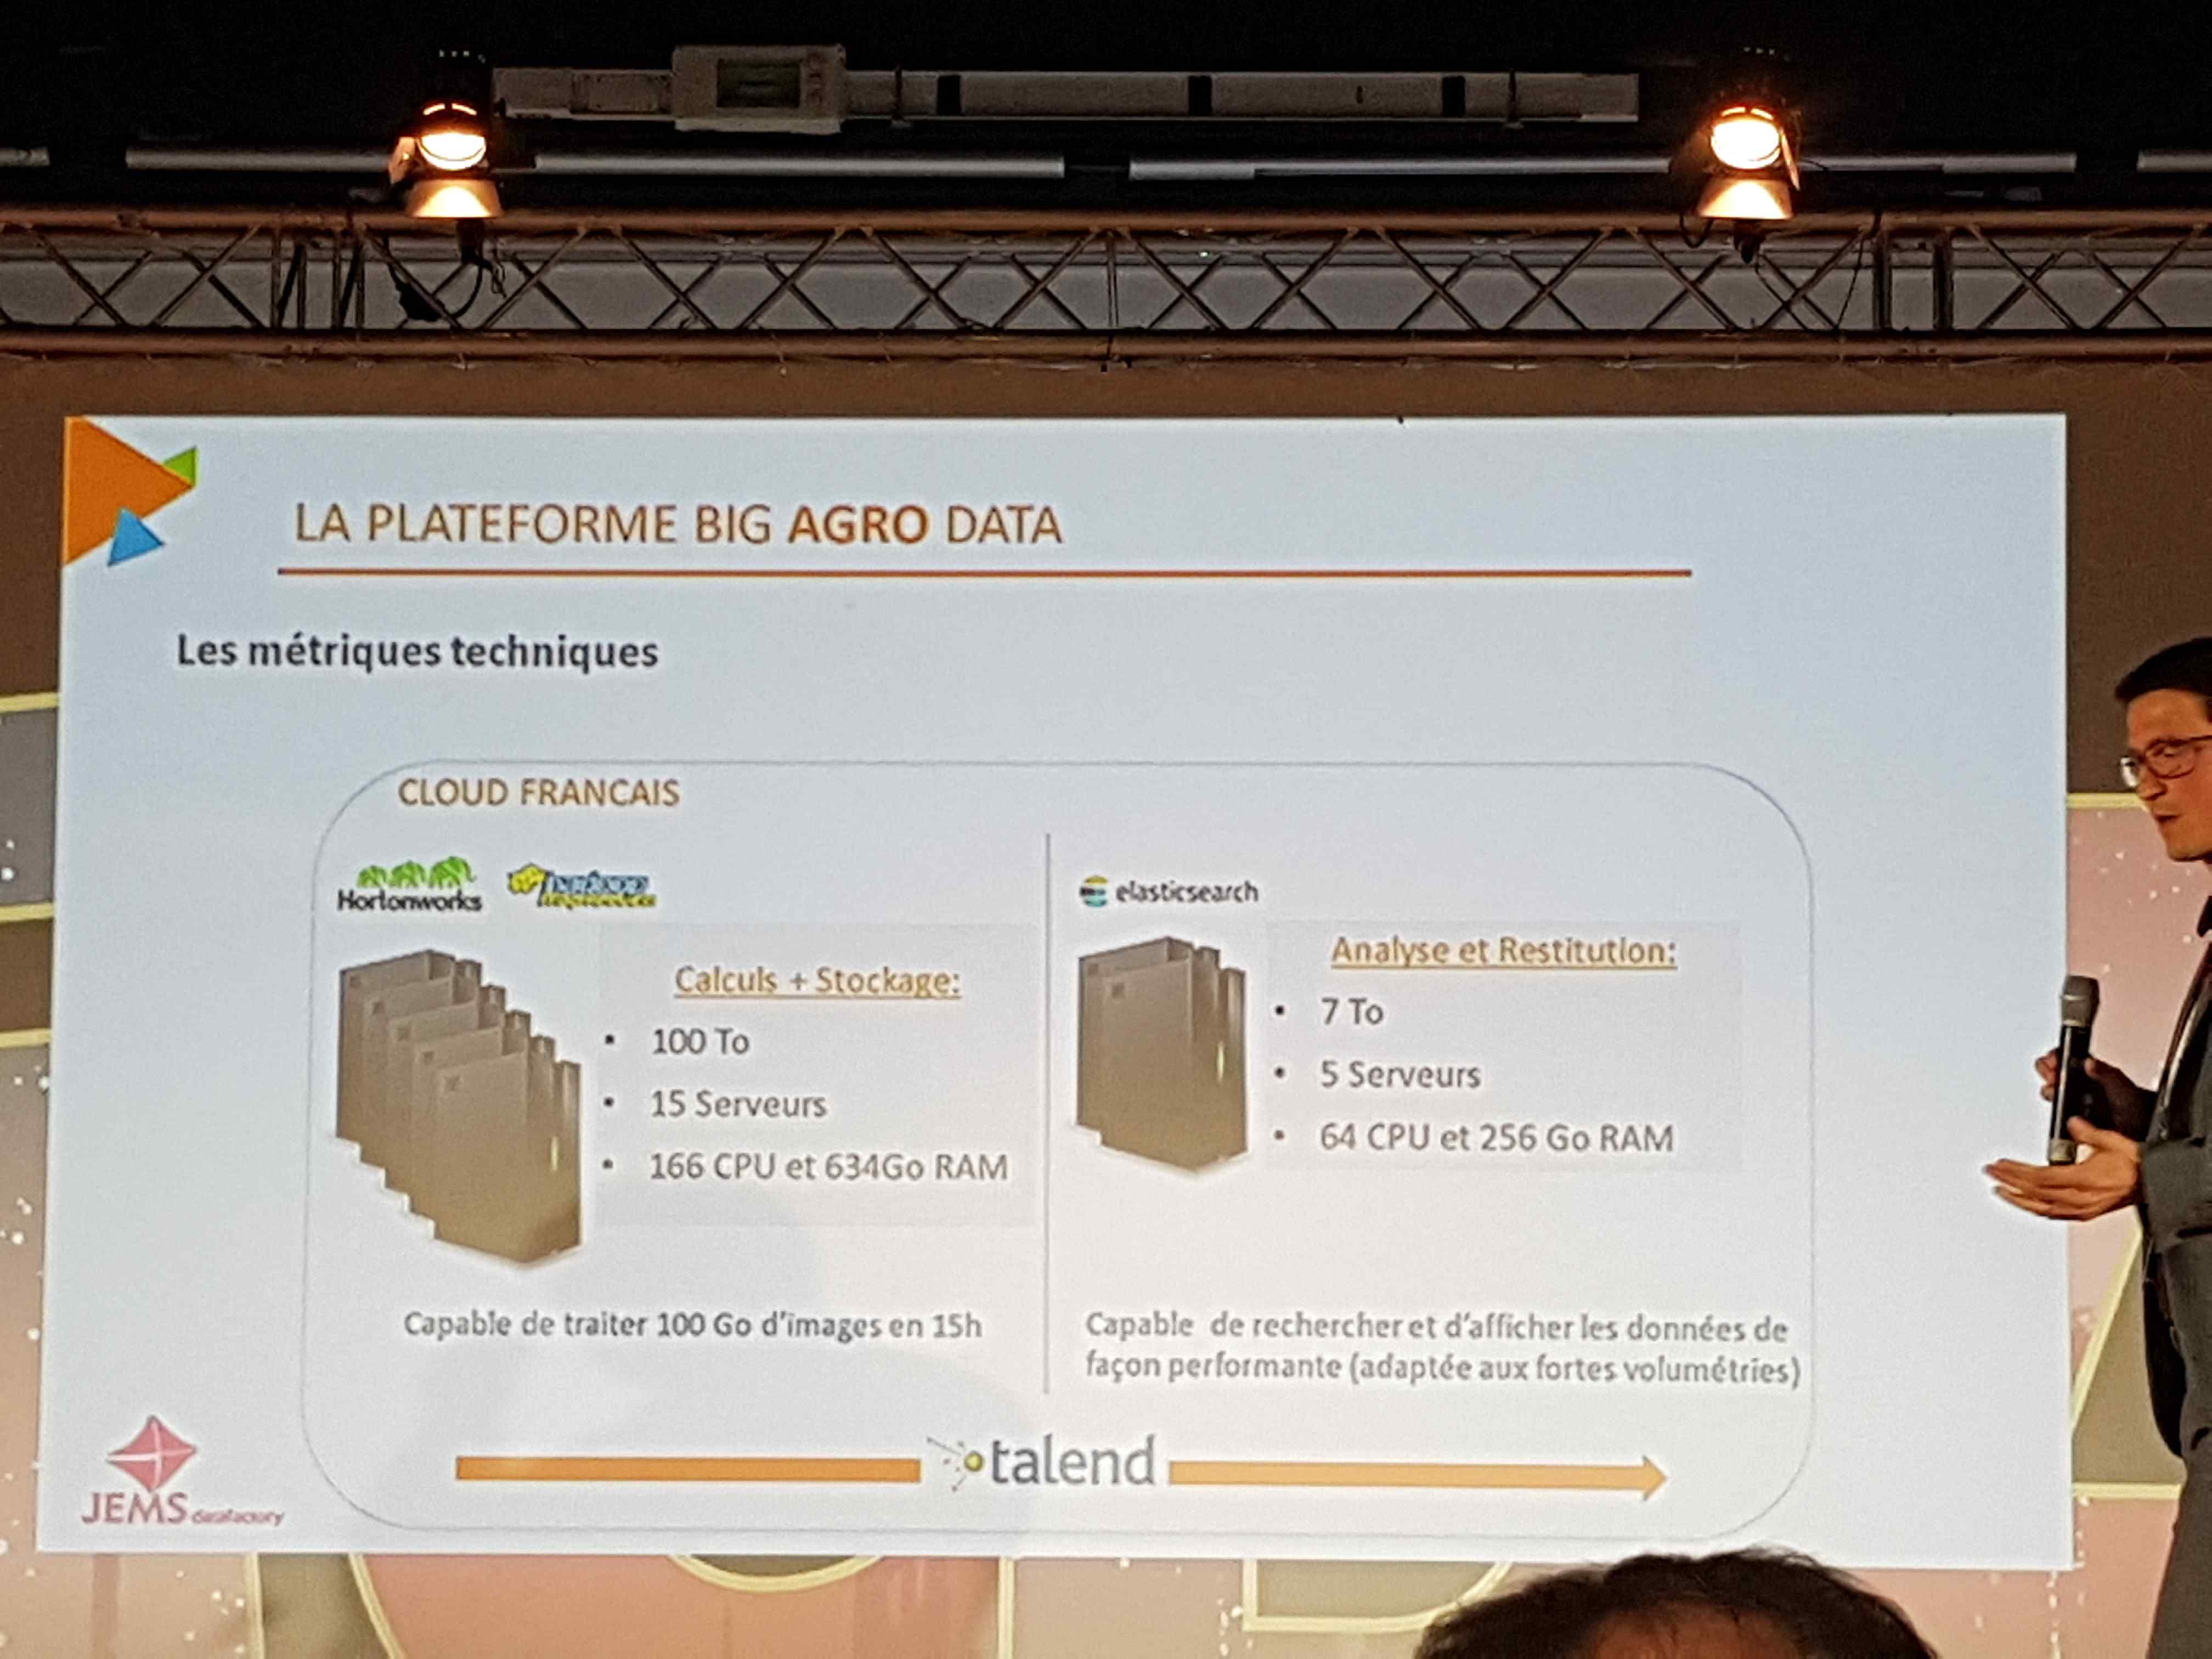 LA PLATEFORME BIG AGRO DATA
Les métriques techniques
CLOUD FRANCAIS
Hortonworks
elasticsearch
Calculs + Stockage:
• 100 To
• 15 Serveurs
• 166 CPU et 634Go RAM
Analyse et Restitution:
• 7 To
• 5 Serveurs
• 64 CPU et 256 Go RAM
Capable de traiter 100 Go d'images en 15h
Capable de rechercher et d'afficher les données de
façon performante (adaptée aux fortes volumétries)
talend
JEMS datafactory